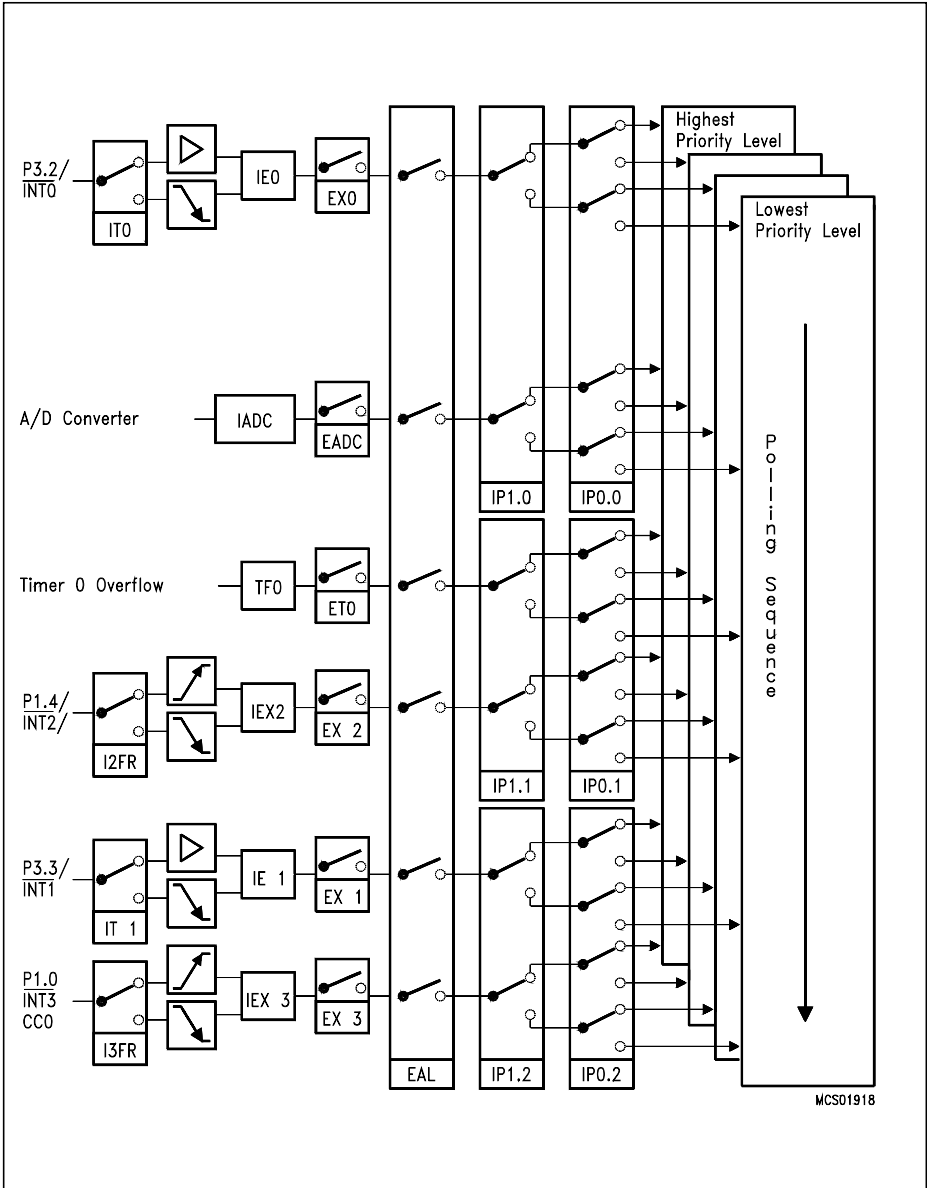 Highest
Priority Level
Lowest
Priority Level
P3.2/
INT0
IT0
IE0
EX0
A/D Converter
IADC
EADC
IP1.0
IP0.0
Timer 0 Overflow
TF0
ET0
P1.4/
INT2/
I2FR
IEX2
EX 2
IP1.1
IP0.1
P3.3/
INT1
IT 1
IE 1
EX 1
P1.0
INT3
CC0
I3FR
IEX 3
EX 3
EAL
IP1.2
IP0.2
Polling Sequence
MCS01918